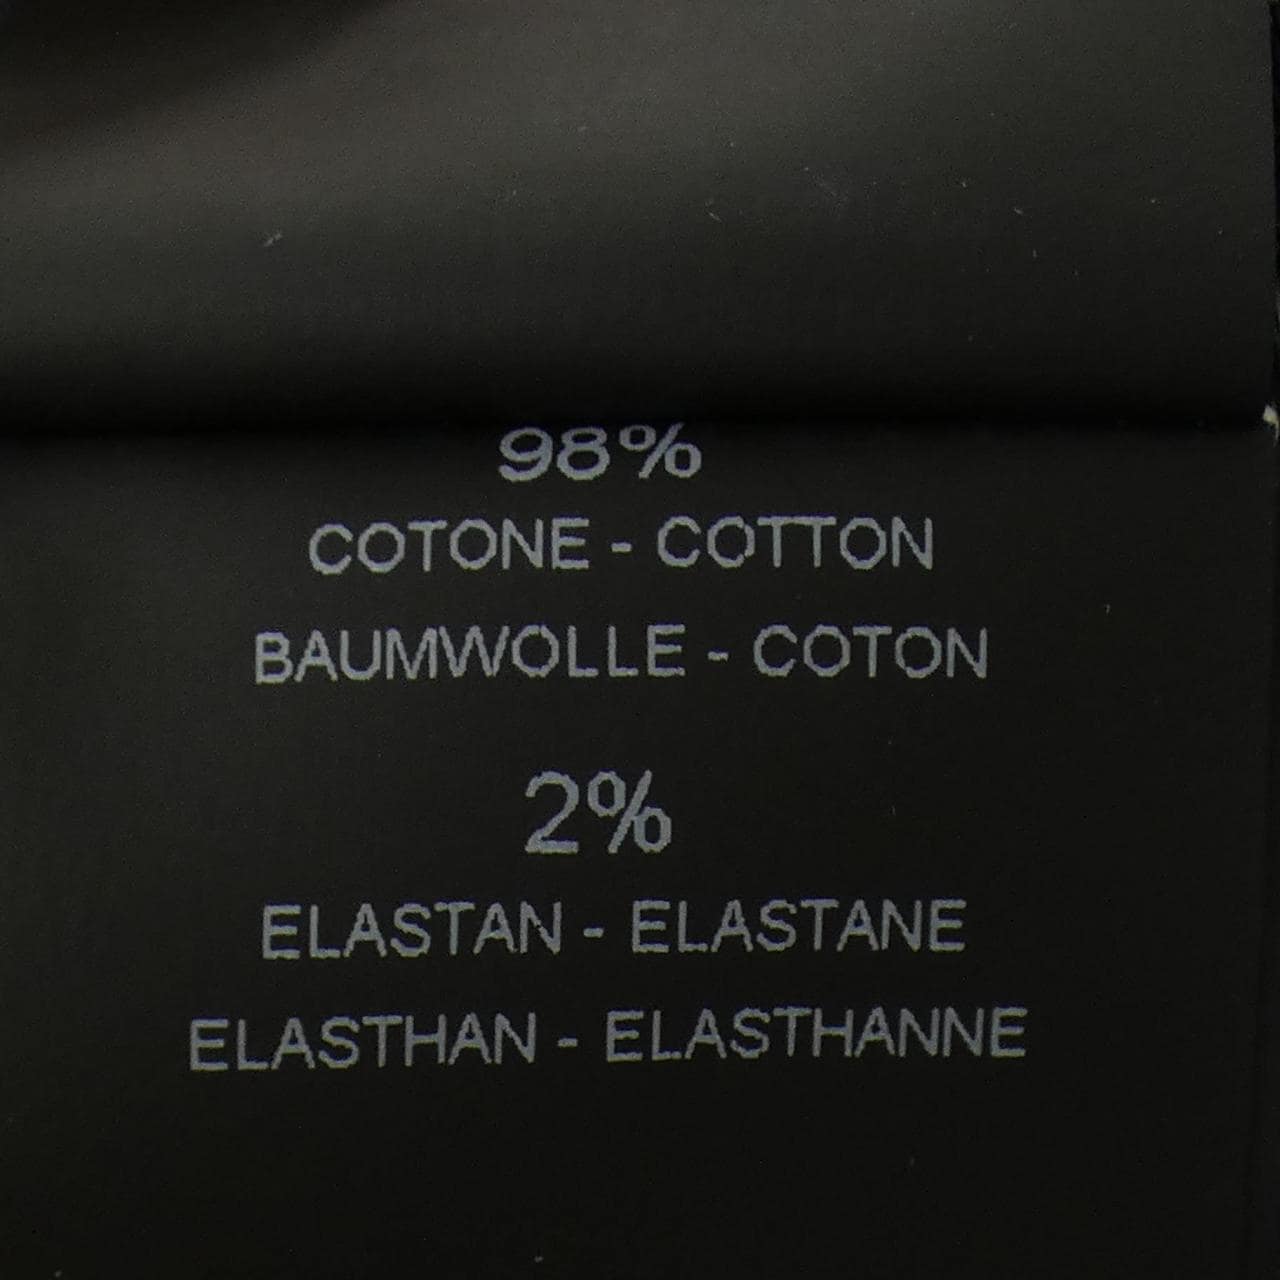 98%
COTONE - COTTON
BAUMWOLLE - COTON
2%
ELASTAN - ELASTANE
ELASTHAN - ELASTHANNE